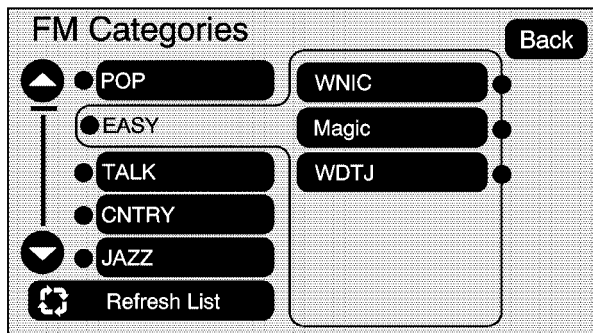 FM Categories
Back
POP
WNIC
EASY
Magic
TALK
WDTJ
CNTRY
JAZZ
Refresh List